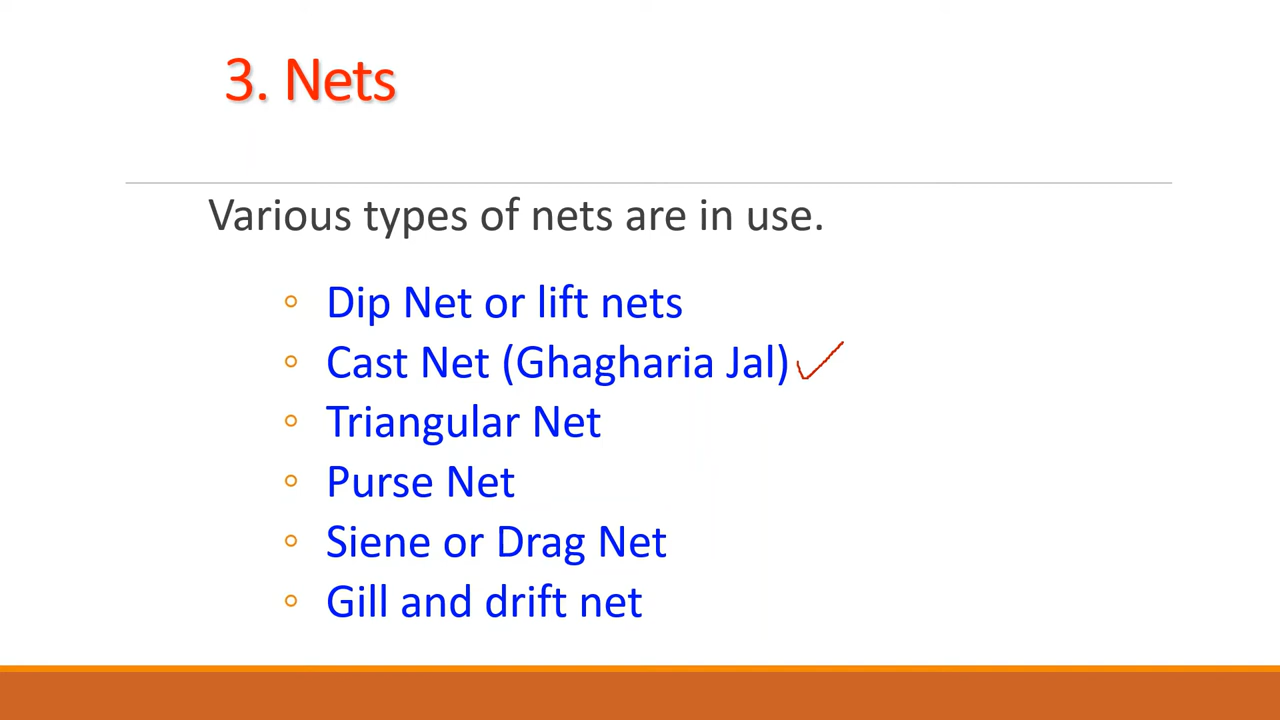 3. Nets
Various types of nets are in use.
Dip Net or lift nets
Cast Net (Ghagharia Jal)
Triangular Net
Purse Net
Siene or Drag Net
Gill and drift net